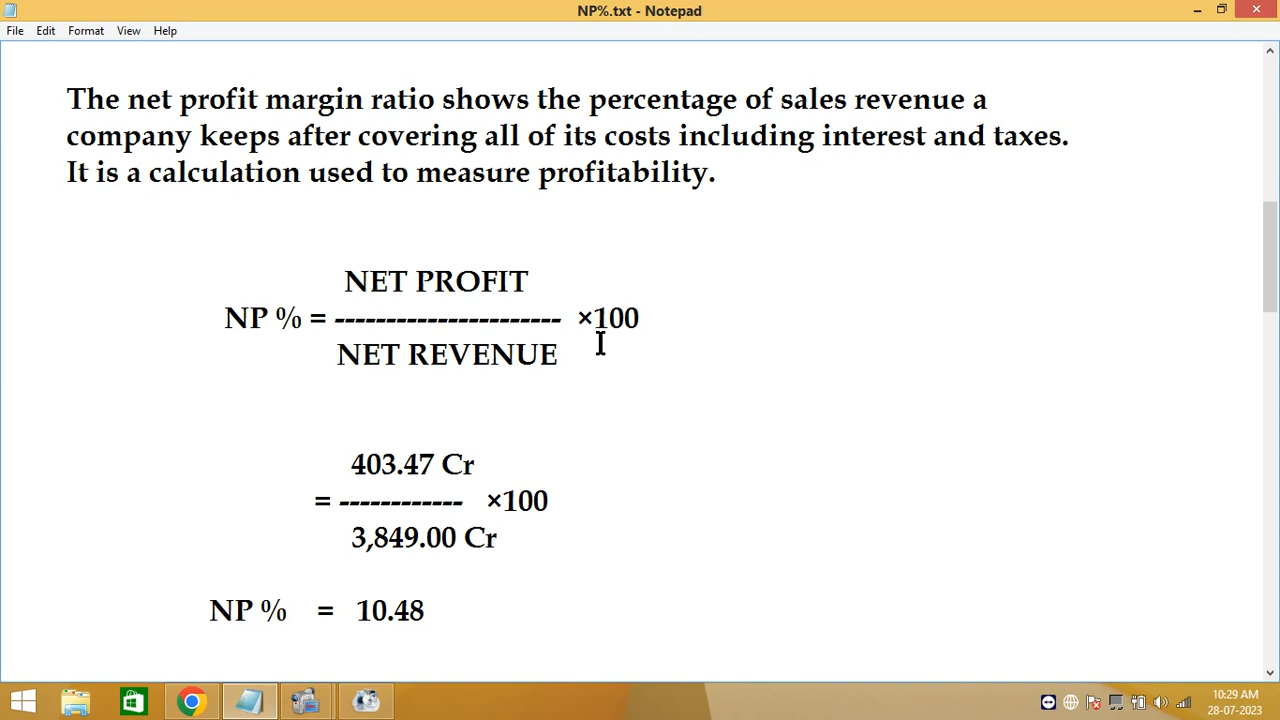 NP%.txt - Notepad
File Edit Format View Help
The net profit margin ratio shows the percentage of sales revenue a
company keeps after covering all of its costs including interest and taxes.
It is a calculation used to measure profitability.
NET PROFIT
NP % = ---------------------- ×100
NET REVENUE
403.47 Cr
= ------------ ×100
3,849.00 Cr
NP % = 10.48
10:29 AM
28-07-2023